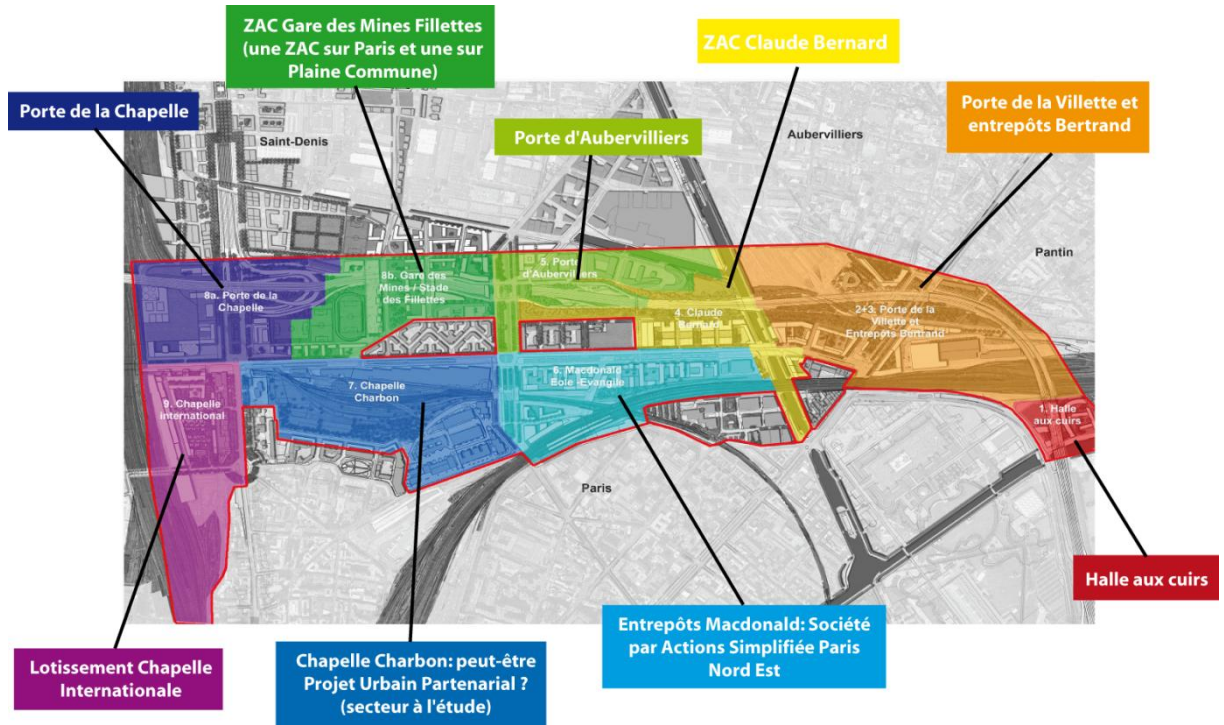 ZAC Gare des Mines Fillettes
(une ZAC sur Paris et une sur
Plaine Commune)
ZAC Claude Bernard
Porte de la Chapelle
Porte de la Villette et
entrepôts Bertrand
Porte d'Aubervilliers
Saint-Denis
Aubervilliers
Pantin
8a. Porte de la
Chapelle
8b. Gare des
Mines / Stade
des Fillettes
5. Porte
d'Aubervilliers
4. Claude
Bernard
2+3: Porte de la
Villette et
Entrepôts Bertrand
9. Chapelle
International
7. Chapelle
Charbon
6. Macdonald
Eole -Evangile
1. Halle
aux cuirs
Paris
Halle aux cuirs
Lotissement Chapelle
Internationale
Chapelle Charbon: peut-être
Projet Urbain Partenarial ?
(secteur à l'étude)
Entrepôts Macdonald: Société
par Actions Simplifiée Paris
Nord Est